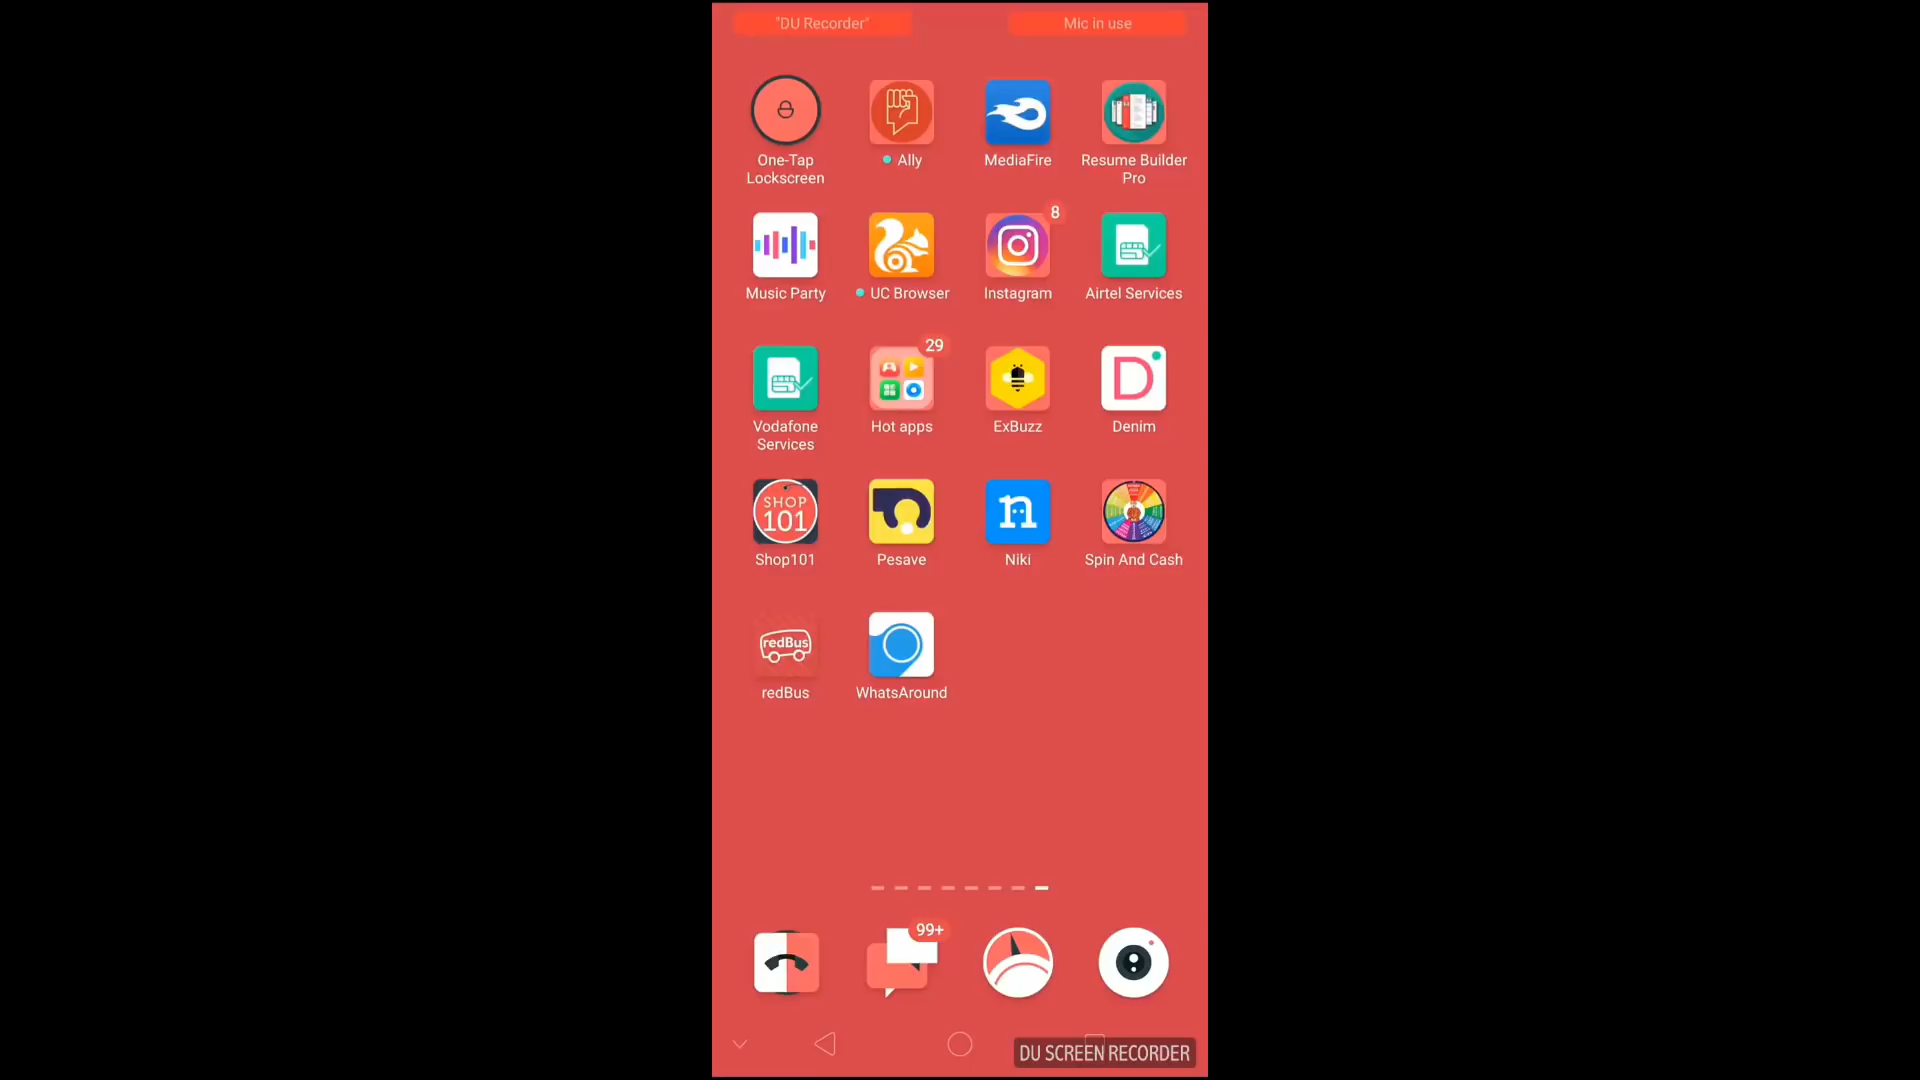 "DU Recorder" Mic in use
One-Tap Lockscreen
Ally
MediaFire
Resume Builder Pro
8
Music Party
UC Browser
Instagram
Airtel Services
29
D
Vodafone Services
Hot apps
ExBuzz
Denim
SHOP
101
n
Shop101
Pesave
Niki
Spin And Cash
redBus
redBus
WhatsAround
99+
DU SCREEN RECORDER